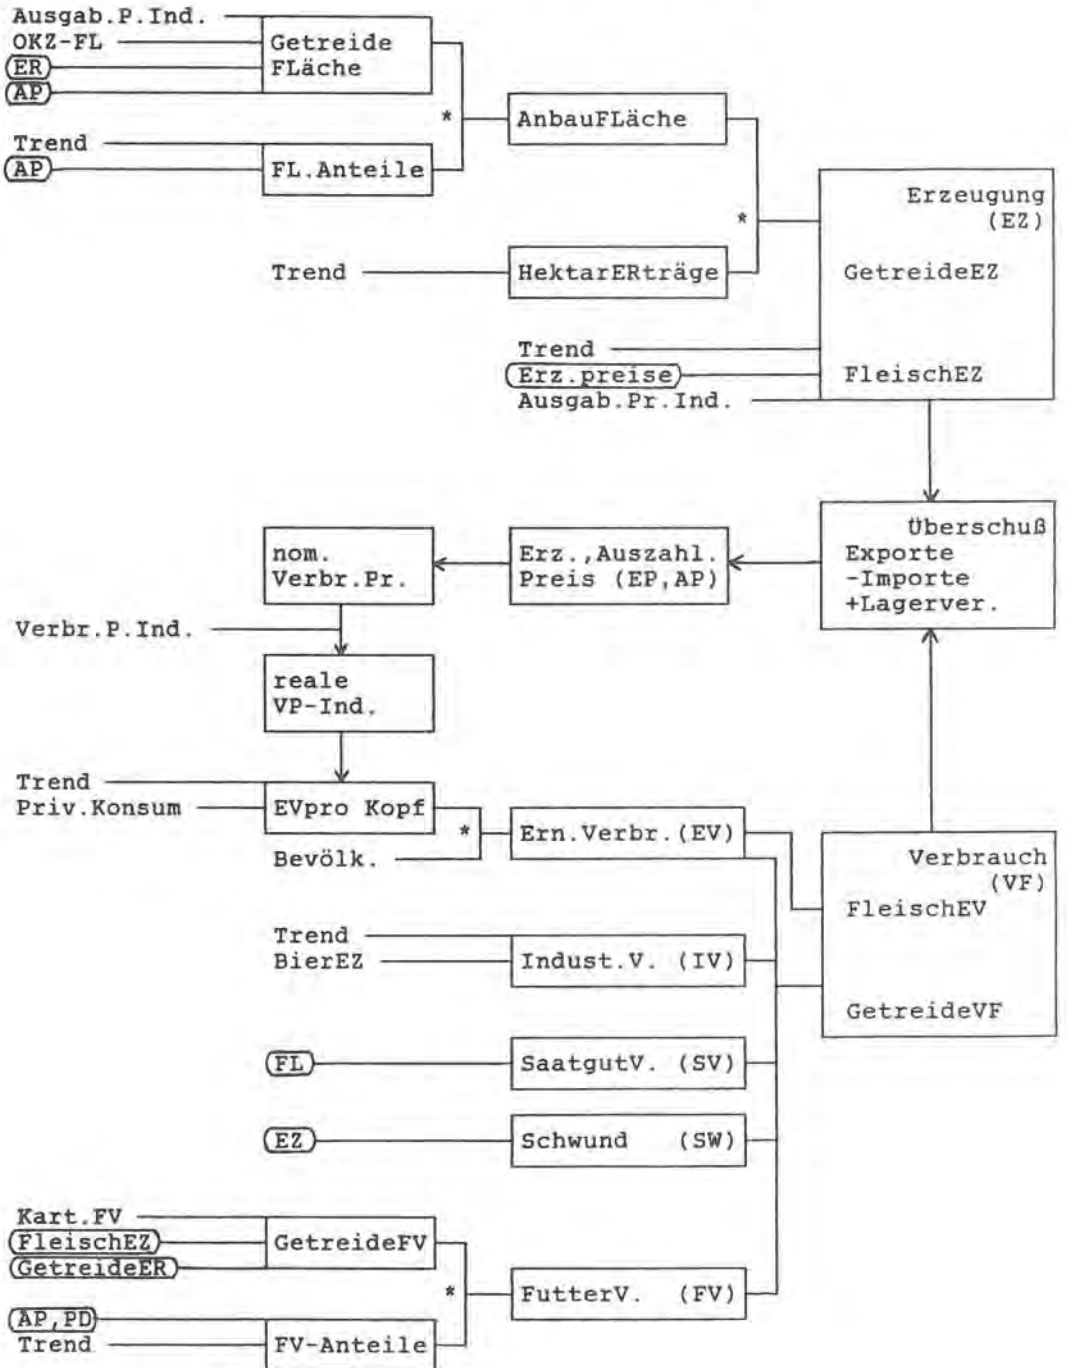 Ausgab.P.Ind.
OKZ-FL
ER
AP
Getreide
FLäche
*
AnbauFLäche
Trend
AP
FL.Anteile
Erzeugung
(EZ)
*
Trend
HektarERträge
GetreideEZ
Trend
Erz.preise
Ausgab.Pr.Ind.
FleischEZ
nom.
Verbr.Pr.
Erz.,Auszahl.
Preis (EP,AP)
Überschuß
Exporte
-Importe
+Lagerver.
Verbr.P.Ind.
reale
VP-Ind.
Trend
Priv.Konsum
EVpro Kopf
*
Bevölk.
Ern.Verbr.(EV)
Verbrauch
(VF)
FleischEV
GetreideVF
Trend
BierEZ
Indust.V. (IV)
FL
SaatgutV. (SV)
EZ
Schwund (SW)
Kart.FV
FleischEZ
GetreideER
GetreideFV
*
FutterV. (FV)
AP,PD
Trend
FV-Anteile